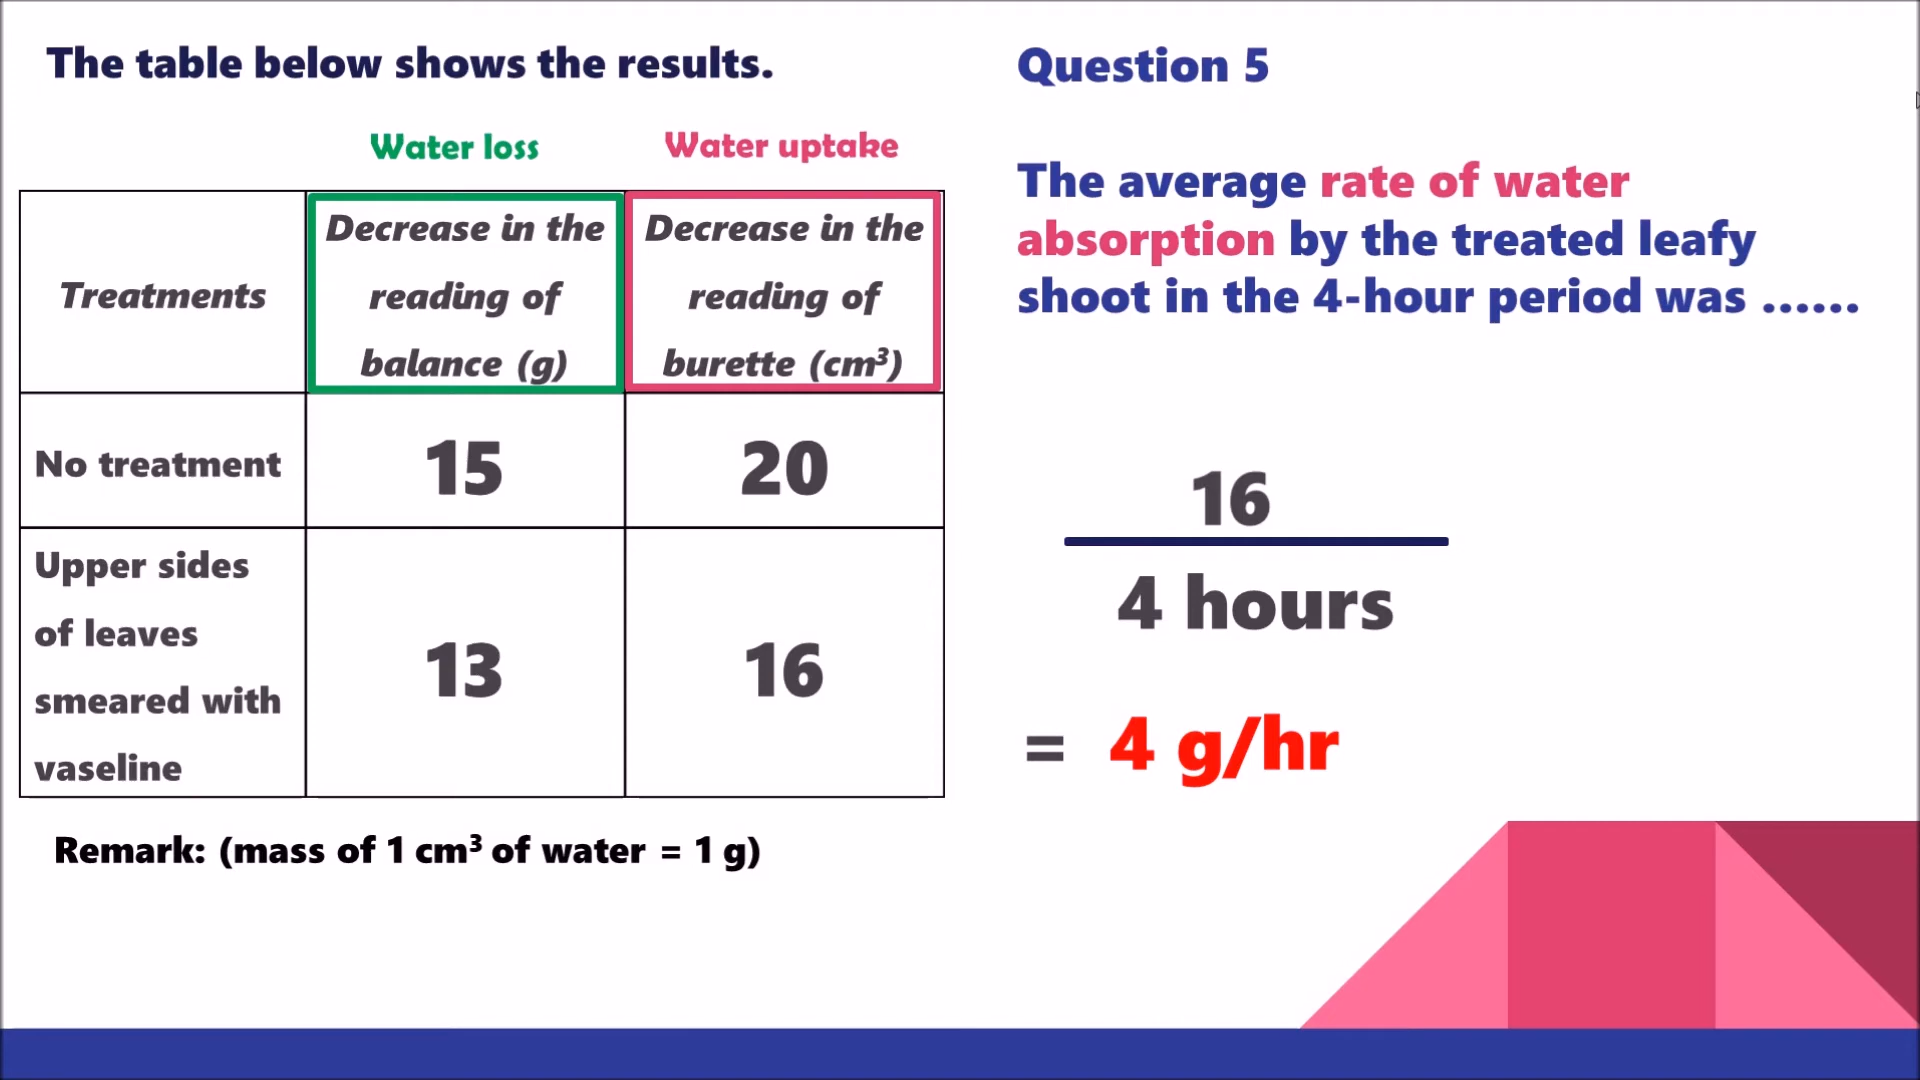 The table below shows the results.
Water loss
Water uptake
Treatments
Decrease in the
reading of
balance (g)
Decrease in the
reading of
burette (cm³)
No treatment
15
20
Upper sides
of leaves
smeared with
vaseline
13
16
Remark: (mass of 1 cm³ of water = 1 g)
Question 5
The average rate of water
absorption by the treated leafy
shoot in the 4-hour period was ......
16
4 hours
= 4 g/hr